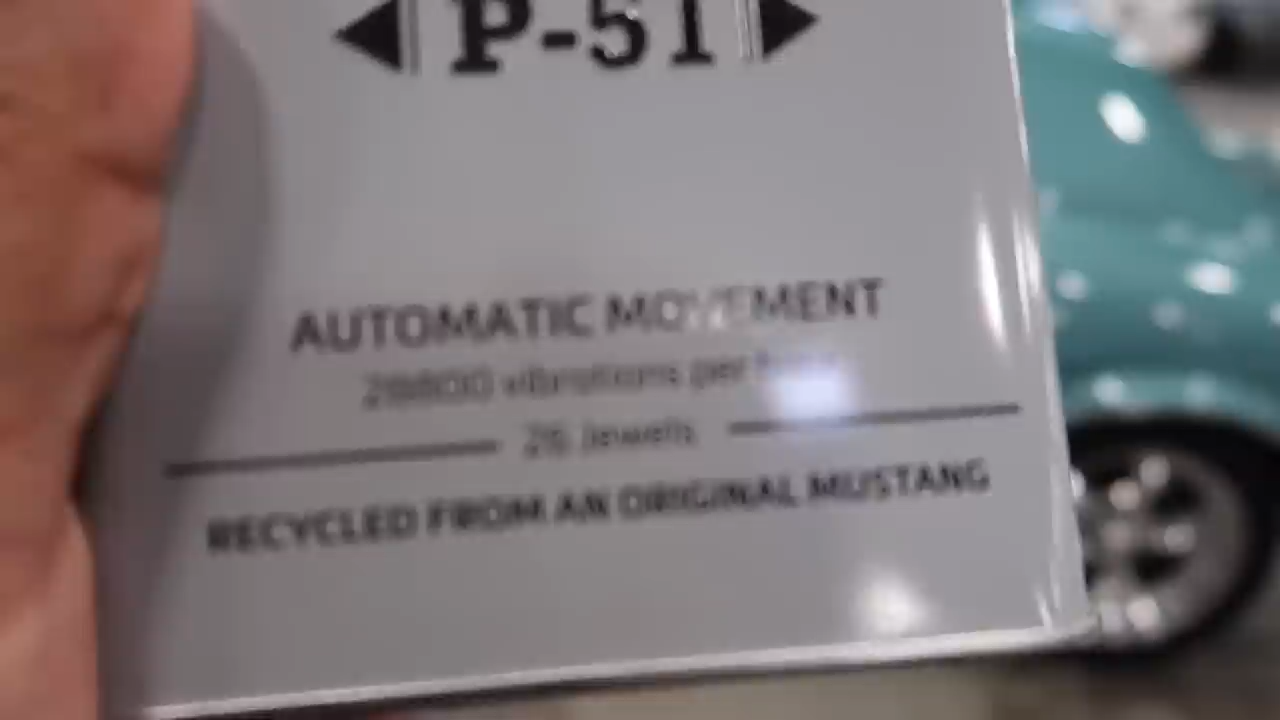 P-51
AUTOMATIC MOVEMENT
28800 vibrations per
26 Jewels
RECYCLED FROM AN ORIGINAL MUSTANG